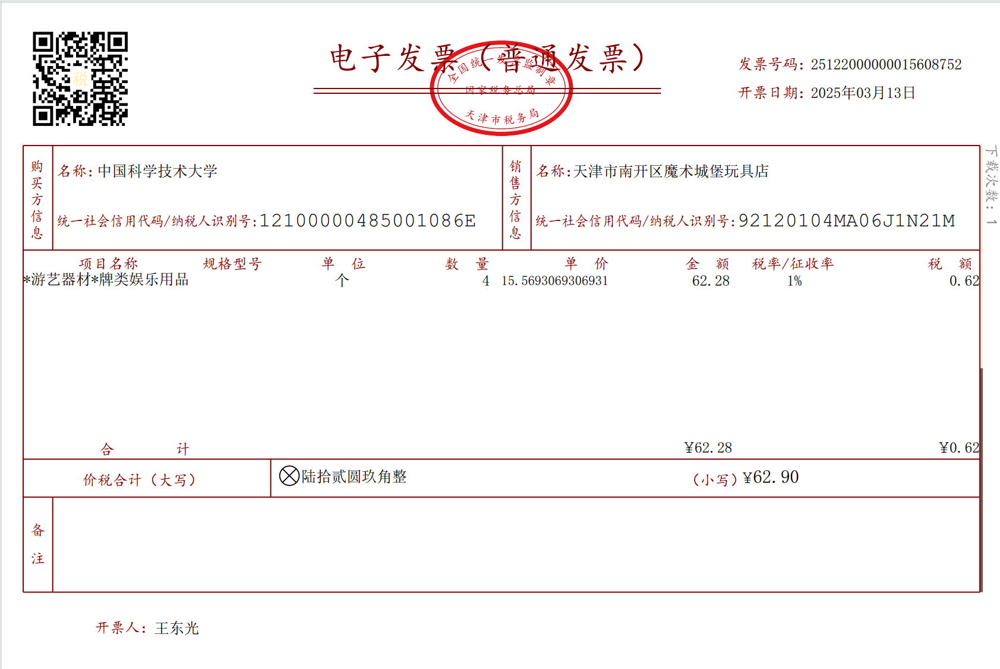 电子发票（普通发票）
全国统一发票监制章
国家税务总局
天津市税务局
税
发票号码：25122000000015608752
开票日期：2025年03月13日
下载次数：1
购买方信息
名称：中国科学技术大学
统一社会信用代码/纳税人识别号：12100000485001086E
销售方信息
名称：天津市南开区魔术城堡玩具店
统一社会信用代码/纳税人识别号：92120104MA06J1N21M
项目名称 规格型号 单位 数量 单价 金额 税率/征收率 税额
*游艺器材*牌类娱乐用品 个 4 15.5693069306931 62.28 1% 0.62
合计 ¥62.28 ¥0.62
价税合计（大写） 陆拾贰圆玖角整 （小写）¥62.90
备注
开票人：王东光